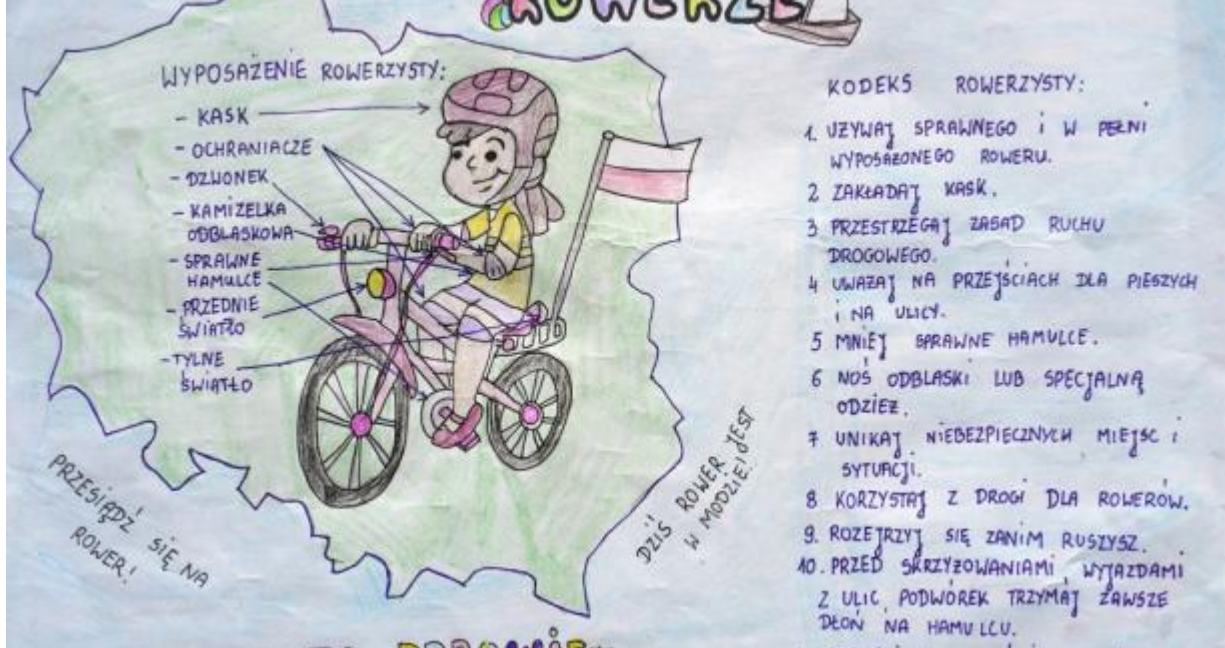 ROWERZE
WYPOSAŻENIE ROWERZYSTY:
- KASK
- OCHRANIACZE
- DZWONEK
- KAMIZELKA
ODBLASKOWA
- SPRAWNE
HAMULCE
- PRZEDNIE
ŚWIATŁO
- TYLNE
ŚWIATŁO
PRZESIĄDŹ SIĘ NA
ROWER!
DZIŚ ROWER JEST
W MODZIE!
KODEKS ROWERZYSTY:
1. UŻYWAJ SPRAWNEGO i W PEŁNI
WYPOSAŻONEGO ROWERU.
2 ZAKŁADAJ KASK.
3 PRZESTRZEGAJ ZASAD RUCHU
DROGOWEGO.
4 UWAŻAJ NA PRZEJŚCIACH DLA PIESZYCH
i NA ULICY.
5 MNIEJ SPRAWNE HAMULCE.
6 NOŚ ODBLASKI LUB SPECJALNĄ
ODZIEŻ.
7 UNIKAJ NIEBEZPIECZNYCH MIEJSC i
SYTUACJI.
8 KORZYSTAJ Z DROGI DLA ROWERÓW.
9. ROZEJRZYJ SIĘ ZANIM RUSZYSZ.
10. PRZED SKRZYŻOWANIAMI, WYJAZDAMI
Z ULIC, PODWÓREK TRZYMAJ ZAWSZE
DŁOŃ NA HAMULCU.